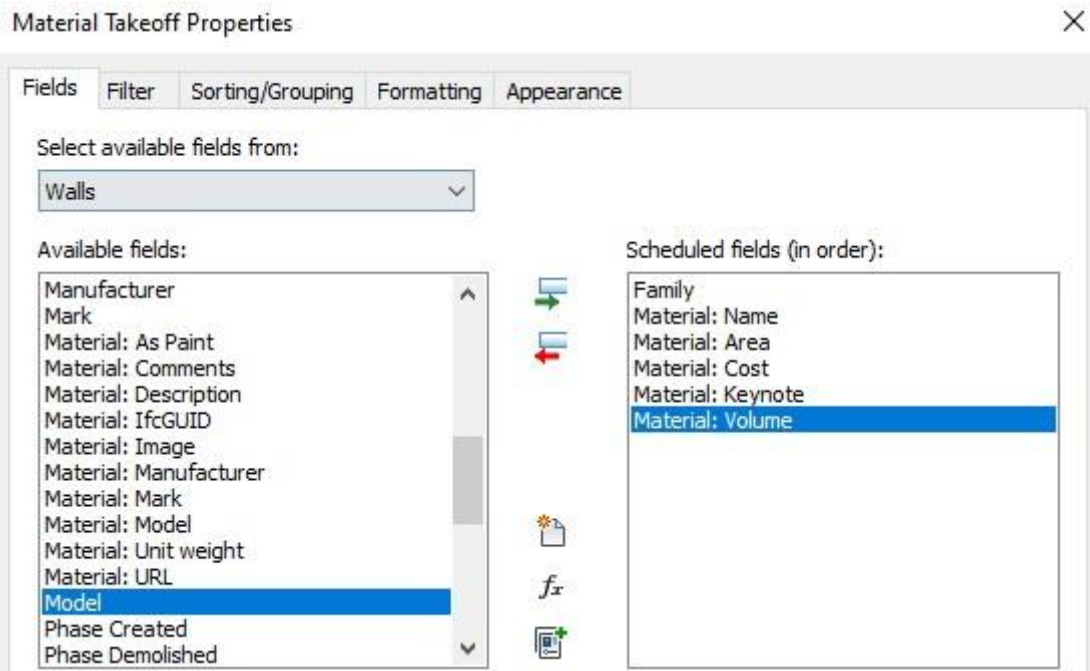 Material Takeoff Properties
Fields Filter Sorting/Grouping Formatting Appearance
Select available fields from:
Walls
Available fields:
Manufacturer
Mark
Material: As Paint
Material: Comments
Material: Description
Material: IfcGUID
Material: Image
Material: Manufacturer
Material: Mark
Material: Model
Material: Unit weight
Material: URL
Model
Phase Created
Phase Demolished
fx
Scheduled fields (in order):
Family
Material: Name
Material: Area
Material: Cost
Material: Keynote
Material: Volume